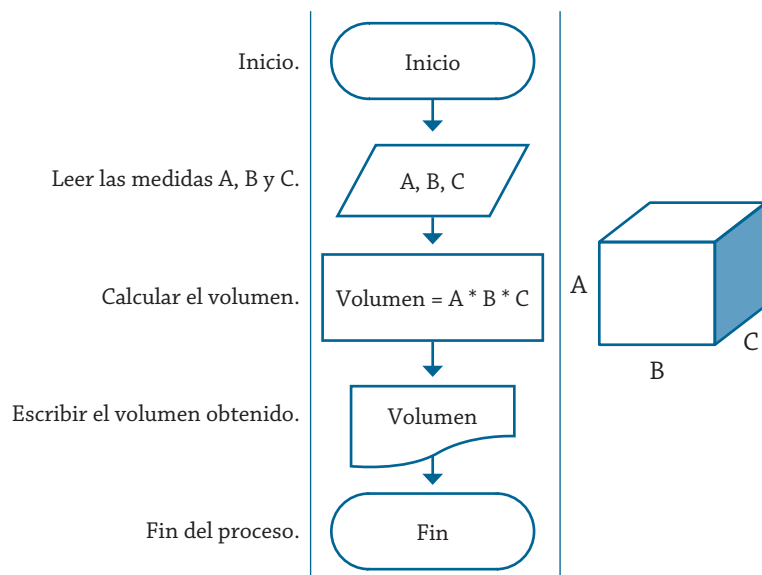 Inicio.
Inicio
Leer las medidas A, B y C.
A, B, C
Calcular el volumen.
Volumen = A * B * C
A
C
B
Escribir el volumen obtenido.
Volumen
Fin del proceso.
Fin